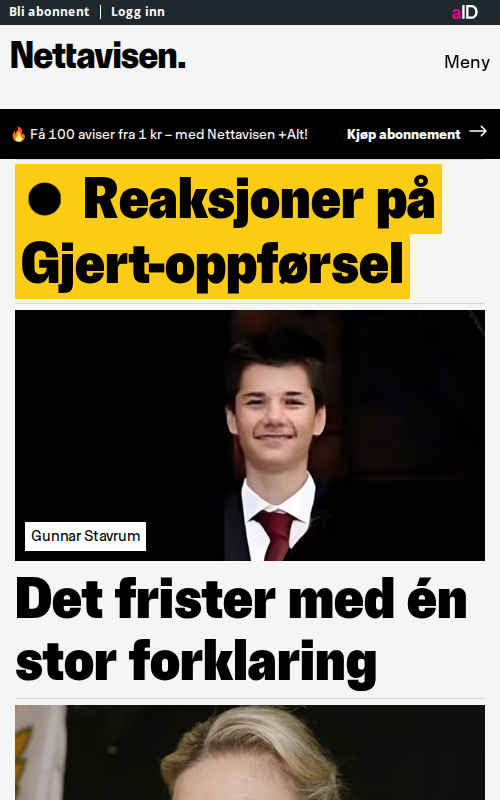 Bli abonnent | Logg inn
aID
Nettavisen.
Meny
🔥 Få 100 aviser fra 1 kr – med Nettavisen +Alt!
Kjøp abonnement →
● Reaksjoner på
Gjert-oppførsel
Gunnar Stavrum
Det frister med én
stor forklaring